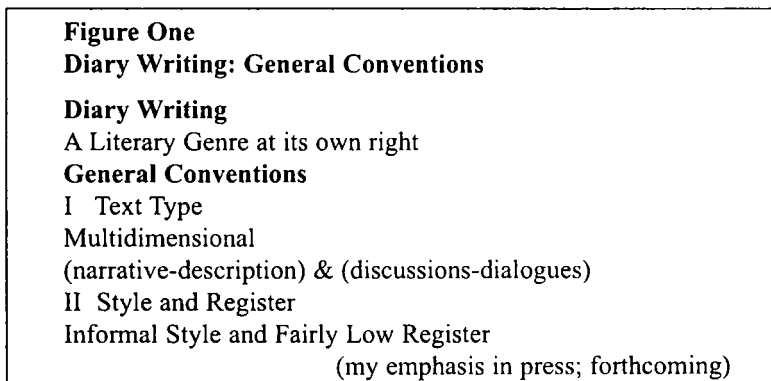 Figure One
Diary Writing: General Conventions
Diary Writing
A Literary Genre at its own right
General Conventions
I Text Type
Multidimensional
(narrative-description) & (discussions-dialogues)
II Style and Register
Informal Style and Fairly Low Register
(my emphasis in press; forthcoming)